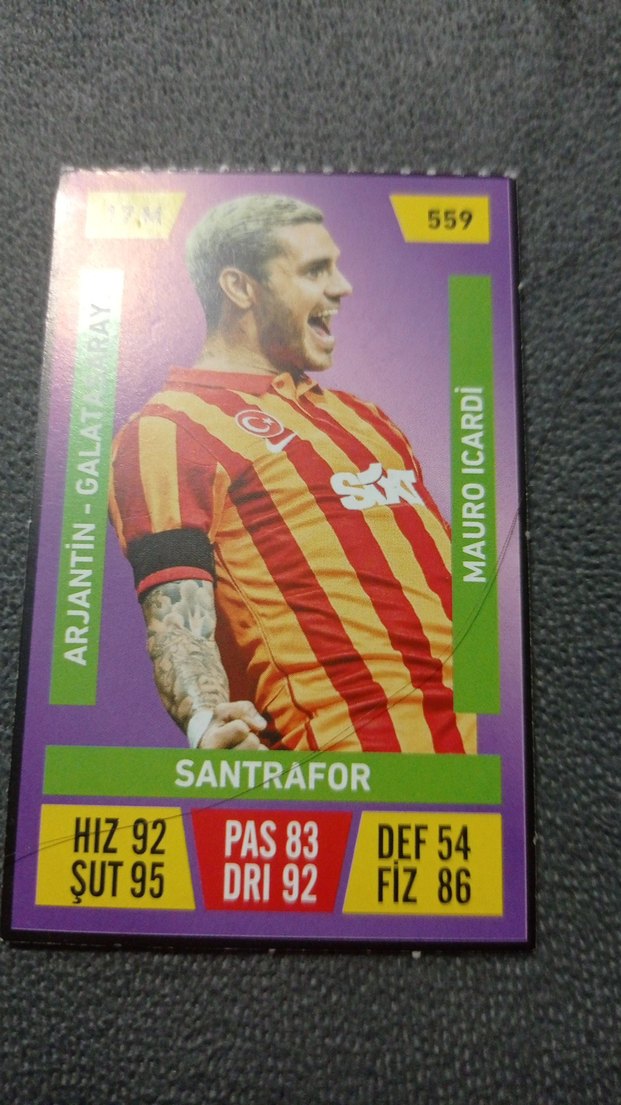 17.M
559
ARJANTİN - GALATASARAY
MAURO ICARDİ
SIXT
SANTRAFOR
HIZ 92
ŞUT 95
PAS 83
DRI 92
DEF 54
FİZ 86